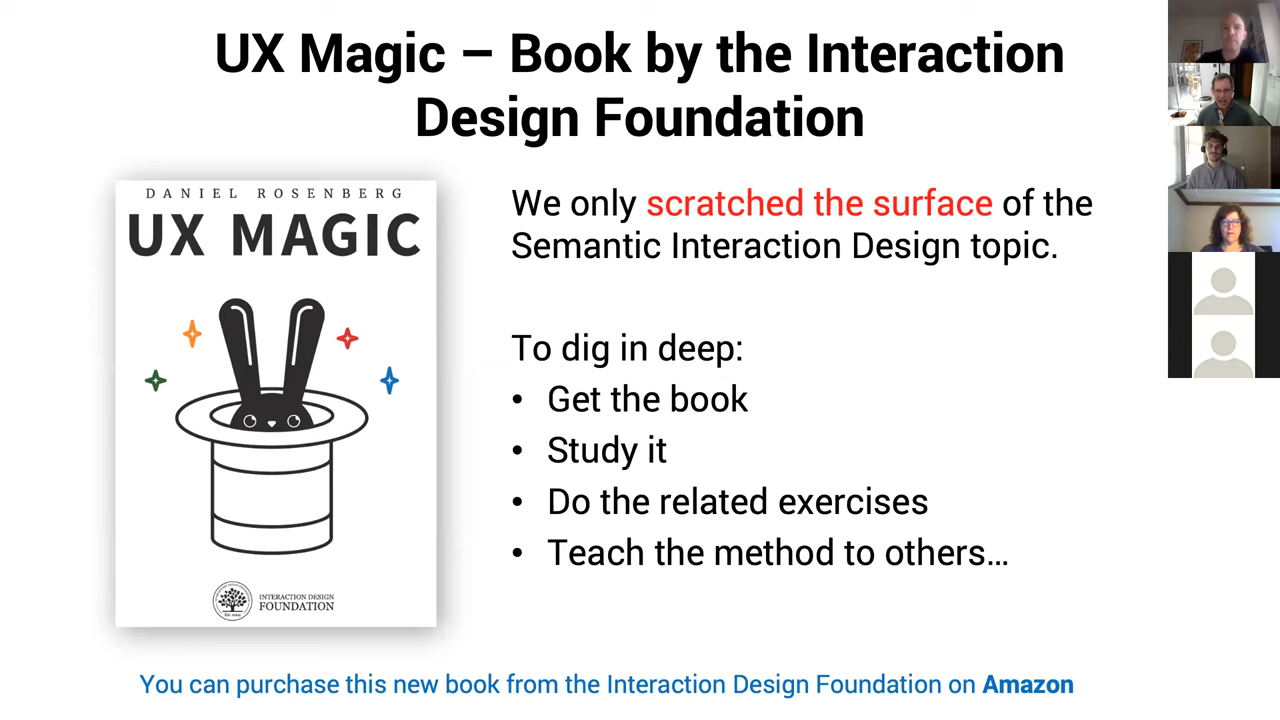 UX Magic – Book by the Interaction
Design Foundation
DANIEL ROSENBERG
UX MAGIC
INTERACTION DESIGN
FOUNDATION
We only scratched the surface of the
Semantic Interaction Design topic.
To dig in deep:
• Get the book
• Study it
• Do the related exercises
• Teach the method to others…
You can purchase this new book from the Interaction Design Foundation on Amazon